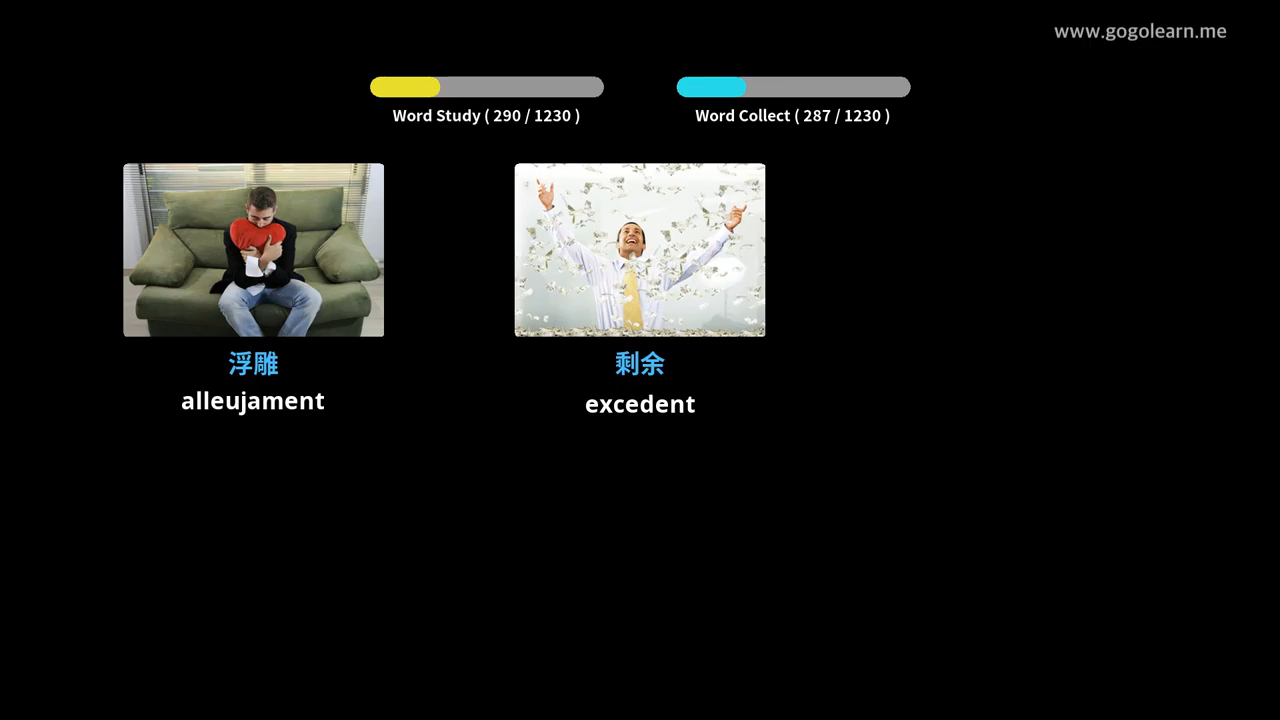 www.gogolearn.me
Word Study ( 290 / 1230 )
Word Collect ( 287 / 1230 )
浮雕
alleujament
剩余
excedent